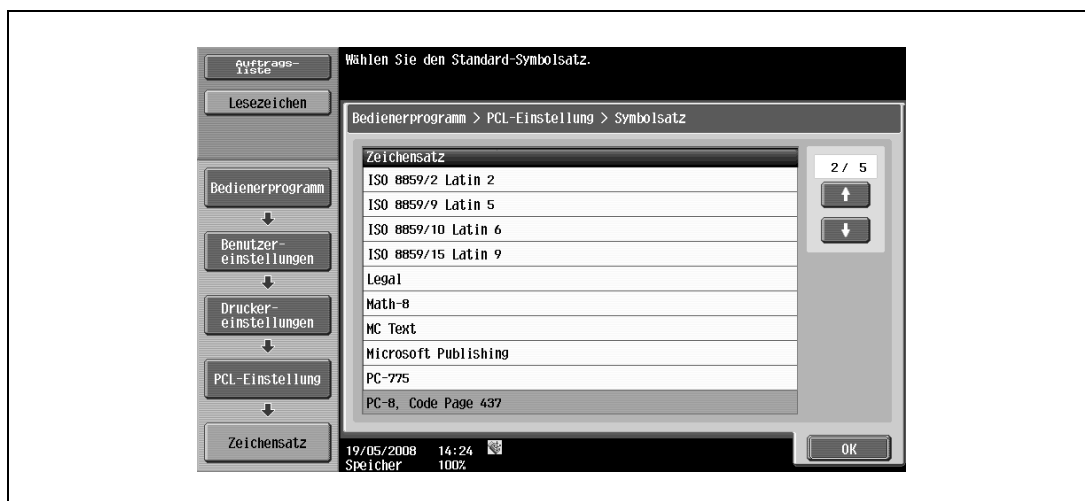 Auftrags-
liste
Lesezeichen
Wählen Sie den Standard-Symbolsatz.
Bedienerprogramm > PCL-Einstellung > Symbolsatz
Bedienerprogramm
Benutzer-
einstellungen
Drucker-
einstellungen
PCL-Einstellung
Zeichensatz
Zeichensatz
ISO 8859/2 Latin 2
ISO 8859/9 Latin 5
ISO 8859/10 Latin 6
ISO 8859/15 Latin 9
Legal
Math-8
MC Text
Microsoft Publishing
PC-775
PC-8, Code Page 437
2/ 5
19/05/2008 14:24
Speicher 100%
OK